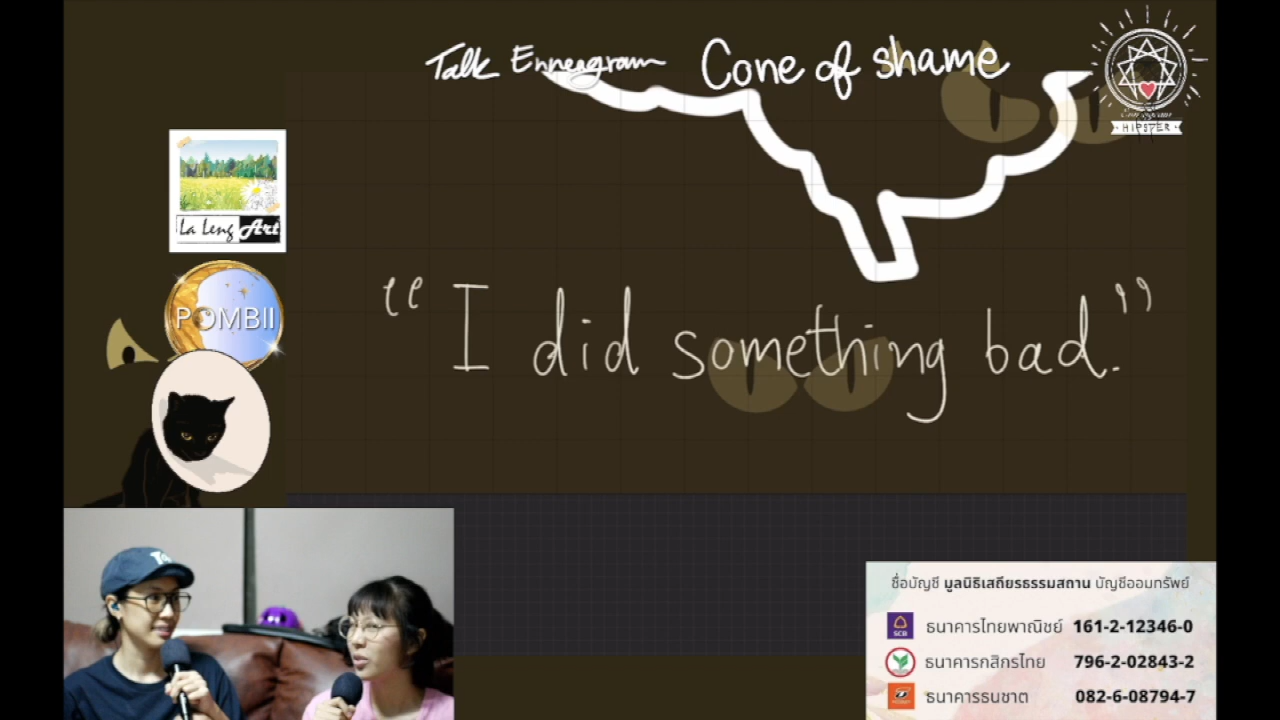 Talk Enneagram Cone of shame
HIPSTER
La Leng Art
POMBII
“I did something bad.”
ชื่อบัญชี มูลนิธิเสถียรธรรมสถาน บัญชีออมทรัพย์
SCB ธนาคารไทยพาณิชย์ 161-2-12346-0
ธนาคารกสิกรไทย 796-2-02843-2
ธนาคารธนชาต 082-6-08794-7